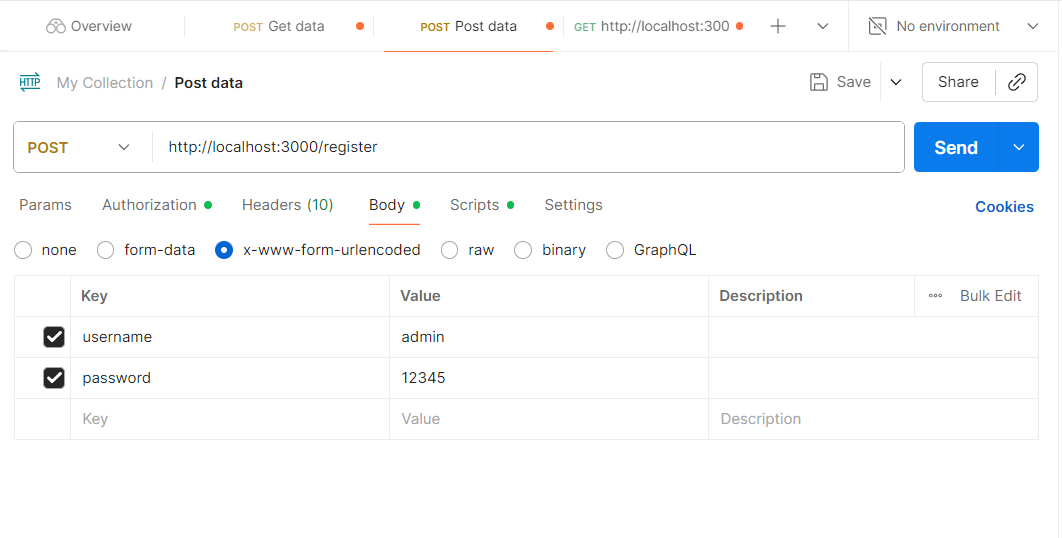 Overview POST Get data POST Post data GET http://localhost:300 No environment
HTTP My Collection / Post data Save Share
POST http://localhost:3000/register Send
Params Authorization Headers (10) Body Scripts Settings Cookies
none form-data x-www-form-urlencoded raw binary GraphQL
Key Value Description Bulk Edit
username admin
password 12345
Key Value Description